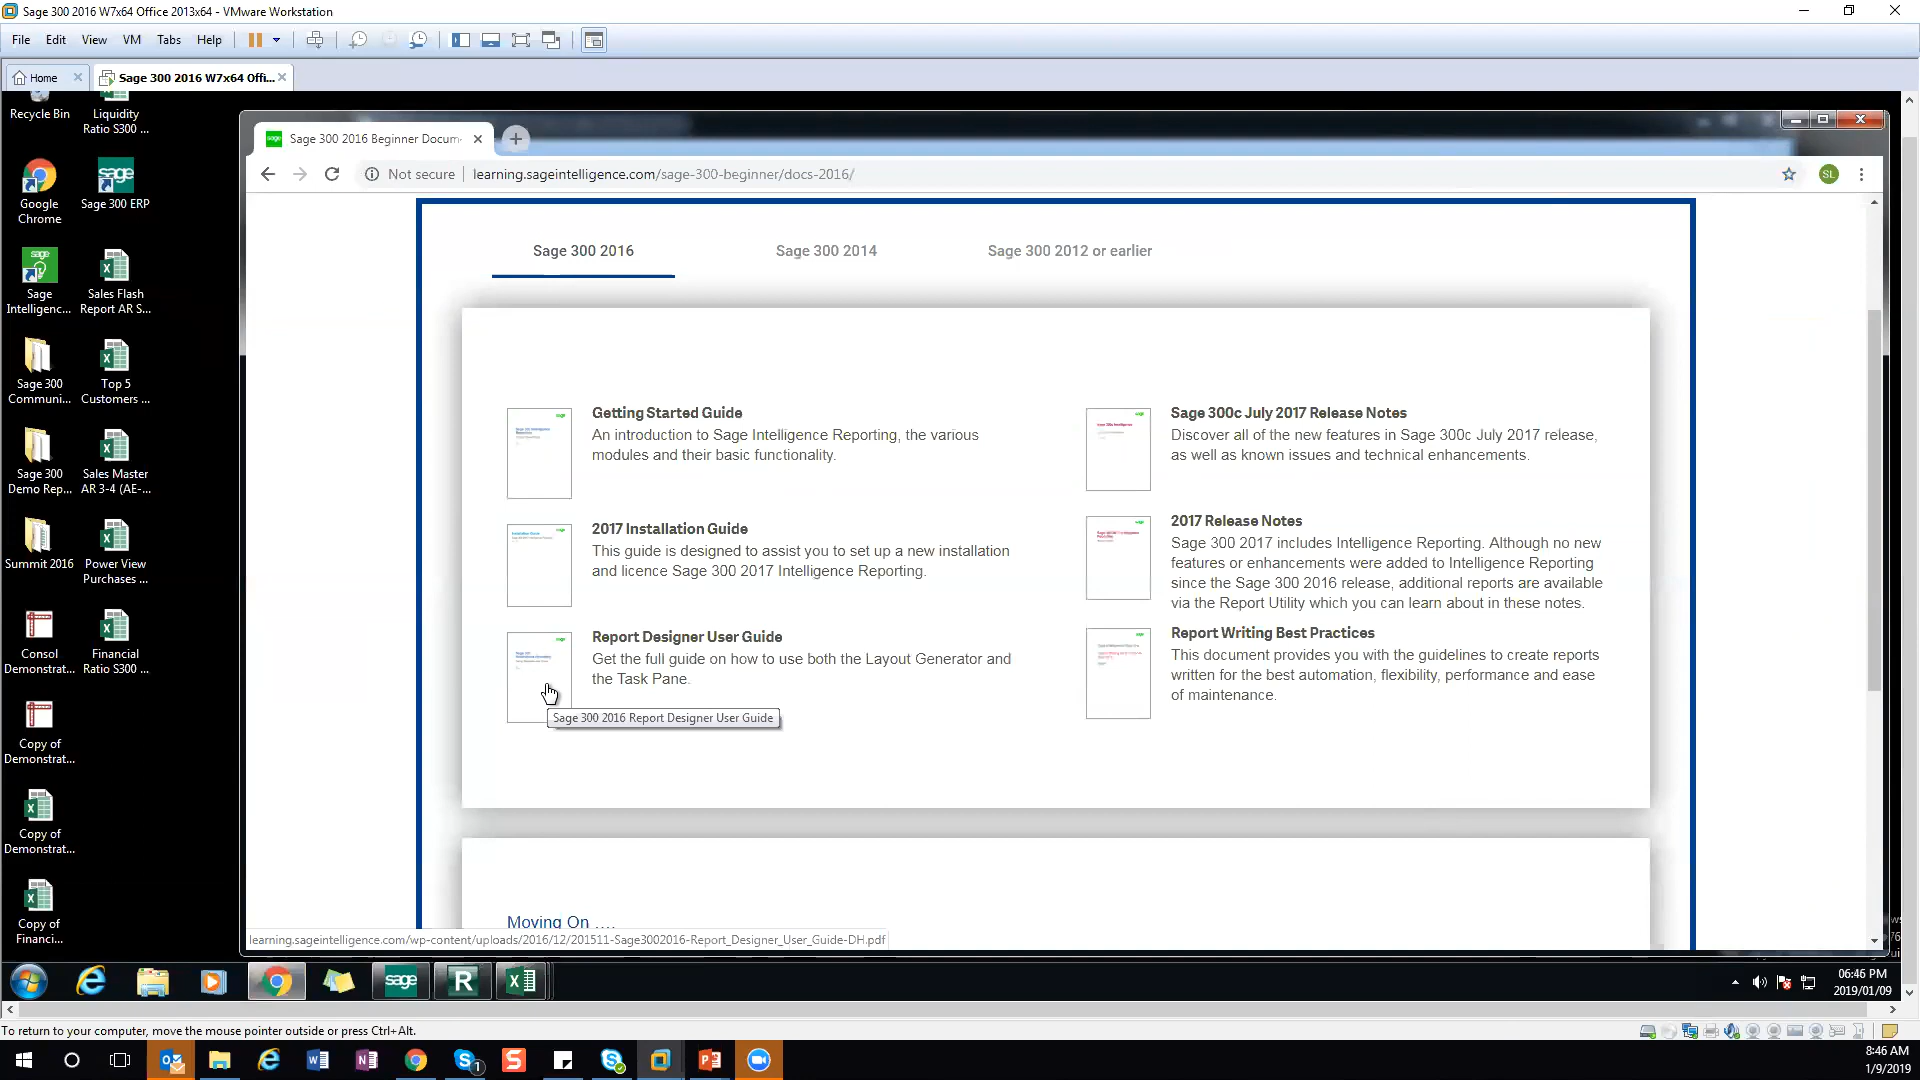 Sage 300 2016 W7x64 Office 2013x64 - VMware Workstation
File Edit View VM Tabs Help
Home
Sage 300 2016 W7x64 Offi...
Recycle Bin
Liquidity
Ratio S300 ...
Google
Chrome
Sage 300 ERP
Sage
Intelligenc...
Sales Flash
Report AR S...
Sage 300
Communi...
Top 5
Customers ...
Sage 300
Demo Rep...
Sales Master
AR 3-4 (AE-...
Summit 2016
Power View
Purchases ...
Consol
Demonstrat...
Financial
Ratio S300 ...
Copy of
Demonstrat...
Copy of
Demonstrat...
Copy of
Financi...
Sage 300 2016 Beginner Docum
Not secure
learning.sageintelligence.com/sage-300-beginner/docs-2016/
SL
Sage 300 2016
Sage 300 2014
Sage 300 2012 or earlier
Getting Started Guide
An introduction to Sage Intelligence Reporting, the various
modules and their basic functionality.
2017 Installation Guide
This guide is designed to assist you to set up a new installation
and licence Sage 300 2017 Intelligence Reporting.
Report Designer User Guide
Get the full guide on how to use both the Layout Generator and
the Task Pane.
Sage 300 2016 Report Designer User Guide
Sage 300c July 2017 Release Notes
Discover all of the new features in Sage 300c July 2017 release,
as well as known issues and technical enhancements.
2017 Release Notes
Sage 300 2017 includes Intelligence Reporting. Although no new
features or enhancements were added to Intelligence Reporting
since the Sage 300 2016 release, additional reports are available
via the Report Utility which you can learn about in these notes.
Report Writing Best Practices
This document provides you with the guidelines to create reports
written for the best automation, flexibility, performance and ease
of maintenance.
Moving On ....
learning.sageintelligence.com/wp-content/uploads/2016/12/201511-Sage3002016-Report_Designer_User_Guide-DH.pdf
06:46 PM
2019/01/09
To return to your computer, move the mouse pointer outside or press Ctrl+Alt.
8:46 AM
1/9/2019